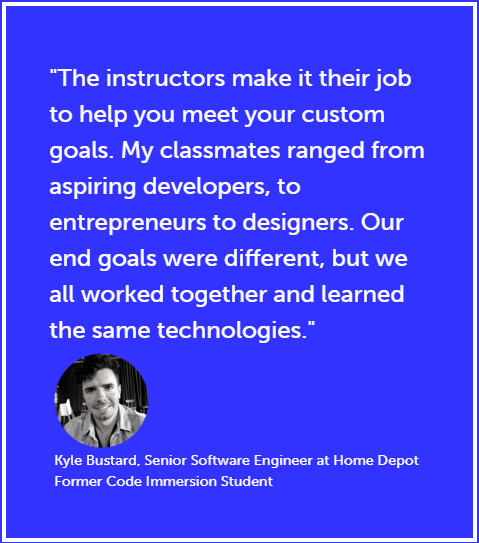 "The instructors make it their job
to help you meet your custom
goals. My classmates ranged from
aspiring developers, to
entrepreneurs to designers. Our
end goals were different, but we
all worked together and learned
the same technologies."
Kyle Bustard, Senior Software Engineer at Home Depot
Former Code Immersion Student